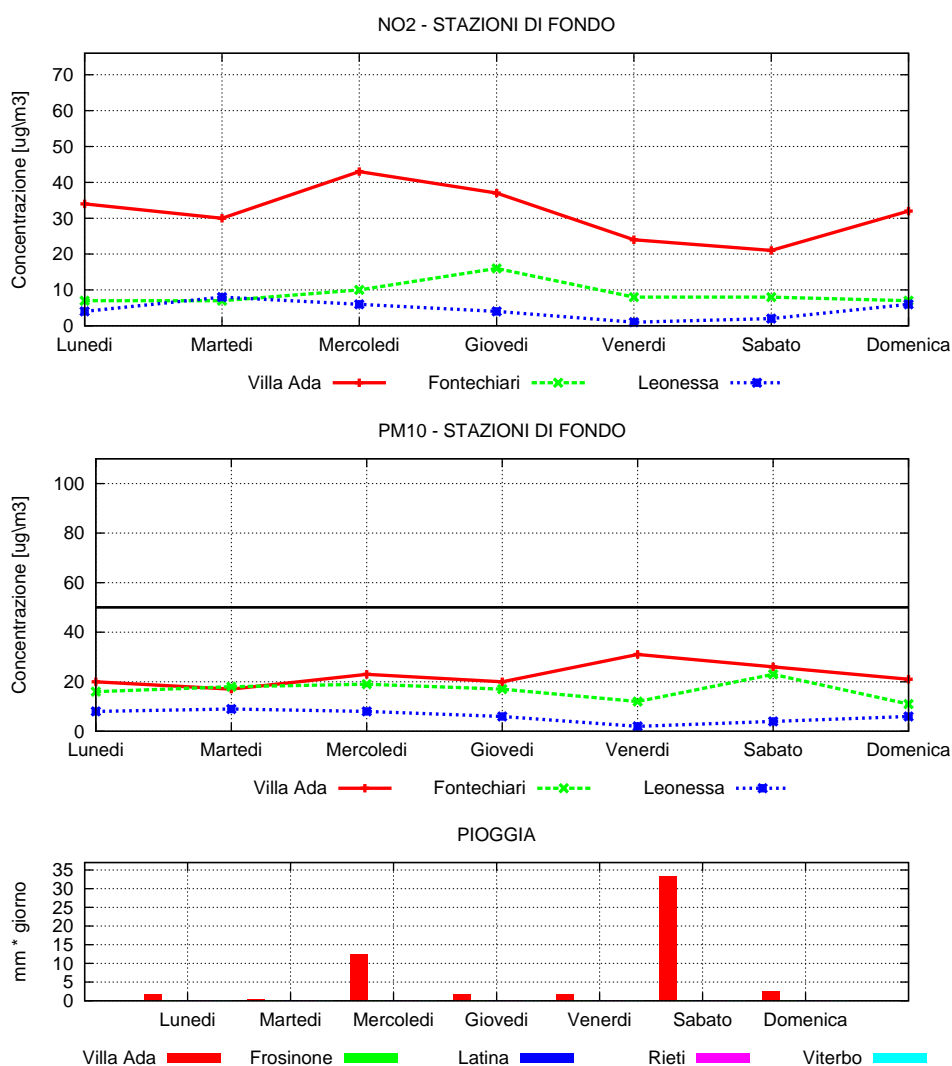 NO2 - STAZIONI DI FONDO
Concentrazione [ug\m3]
70
60
50
40
30
20
10
0
Lunedi Martedi Mercoledi Giovedi Venerdi Sabato Domenica
Villa Ada Fontechiari Leonessa
PM10 - STAZIONI DI FONDO
Concentrazione [ug\m3]
100
80
60
40
20
0
Lunedi Martedi Mercoledi Giovedi Venerdi Sabato Domenica
Villa Ada Fontechiari Leonessa
PIOGGIA
mm * giorno
35
30
25
20
15
10
5
0
Lunedi Martedi Mercoledi Giovedi Venerdi Sabato Domenica
Villa Ada Frosinone Latina Rieti Viterbo